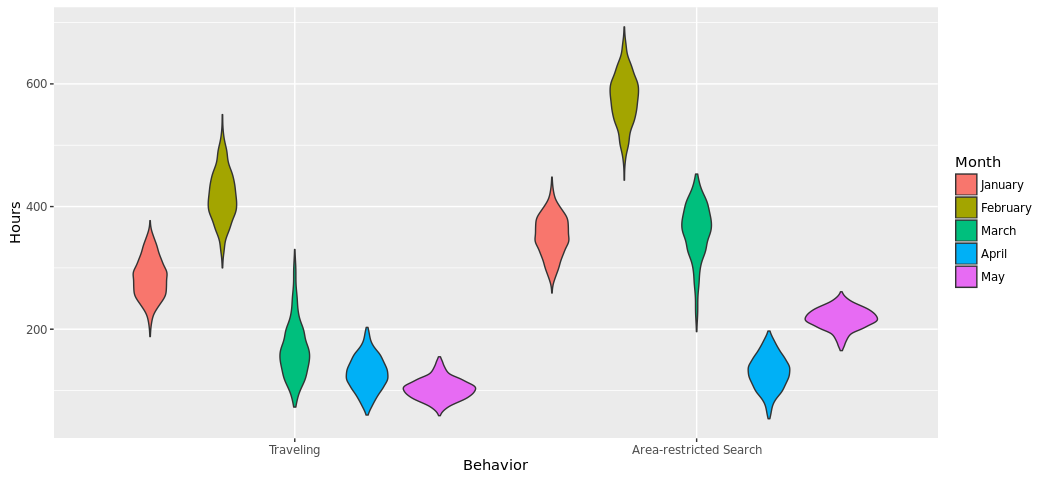 Hours
600
400
200
Traveling
Area-restricted Search
Behavior
Month
January
February
March
April
May